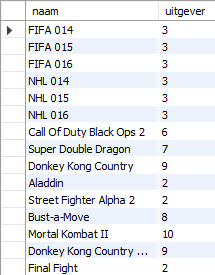 naam uitgever
FIFA 014 3
FIFA 015 3
FIFA 016 3
NHL 014 3
NHL 015 3
NHL 016 3
Call Of Duty Black Ops 2 6
Super Double Dragon 7
Donkey Kong Country 9
Aladdin 2
Street Fighter Alpha 2 2
Bust-a-Move 8
Mortal Kombat II 10
Donkey Kong Country ... 9
Final Fight 2